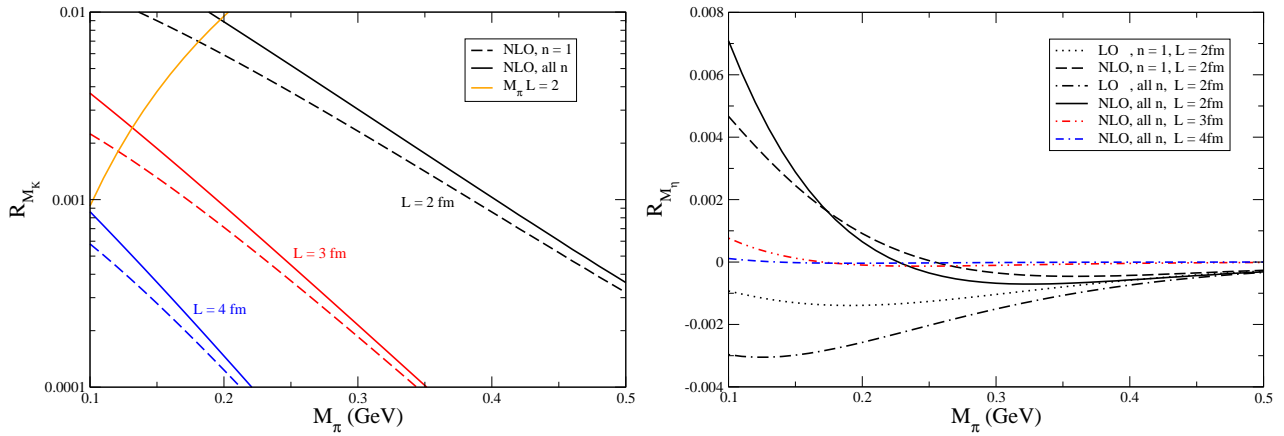 0.01
0.001
0.0001
R_{M_K}
NLO, n = 1
NLO, all n
M_π L = 2
L = 2 fm
L = 3 fm
L = 4 fm
0.1
0.2
0.3
0.4
0.5
M_π (GeV)
0.008
0.006
0.004
0.002
0
-0.002
-0.004
R_{M_η}
LO , n = 1, L = 2fm
NLO, n = 1, L = 2fm
LO , all n, L = 2fm
NLO, all n, L = 2fm
NLO, all n, L = 3fm
NLO, all n, L = 4fm
0.1
0.2
0.3
0.4
0.5
M_π (GeV)